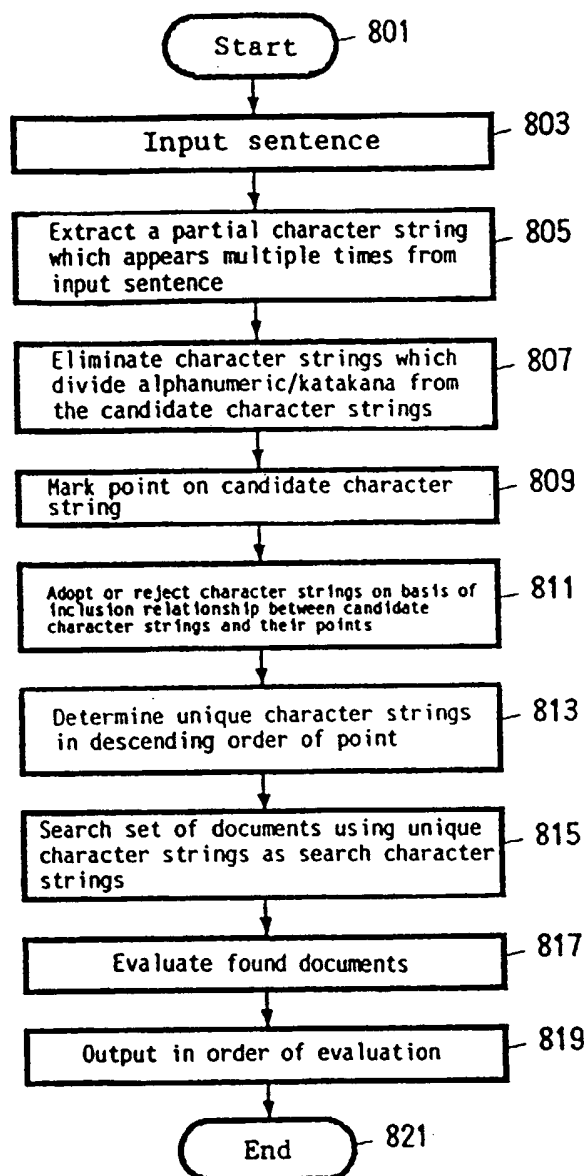 Start
801
Input sentence
803
Extract a partial character string
which appears multiple times from
input sentence
805
Eliminate character strings which
divide alphanumeric/katakana from
the candidate character strings
807
Mark point on candidate character
string
809
Adopt or reject character strings on basis of
inclusion relationship between candidate
character strings and their points
811
Determine unique character strings
in descending order of point
813
Search set of documents using unique
character strings as search character
strings
815
Evaluate found documents
817
Output in order of evaluation
819
End
821